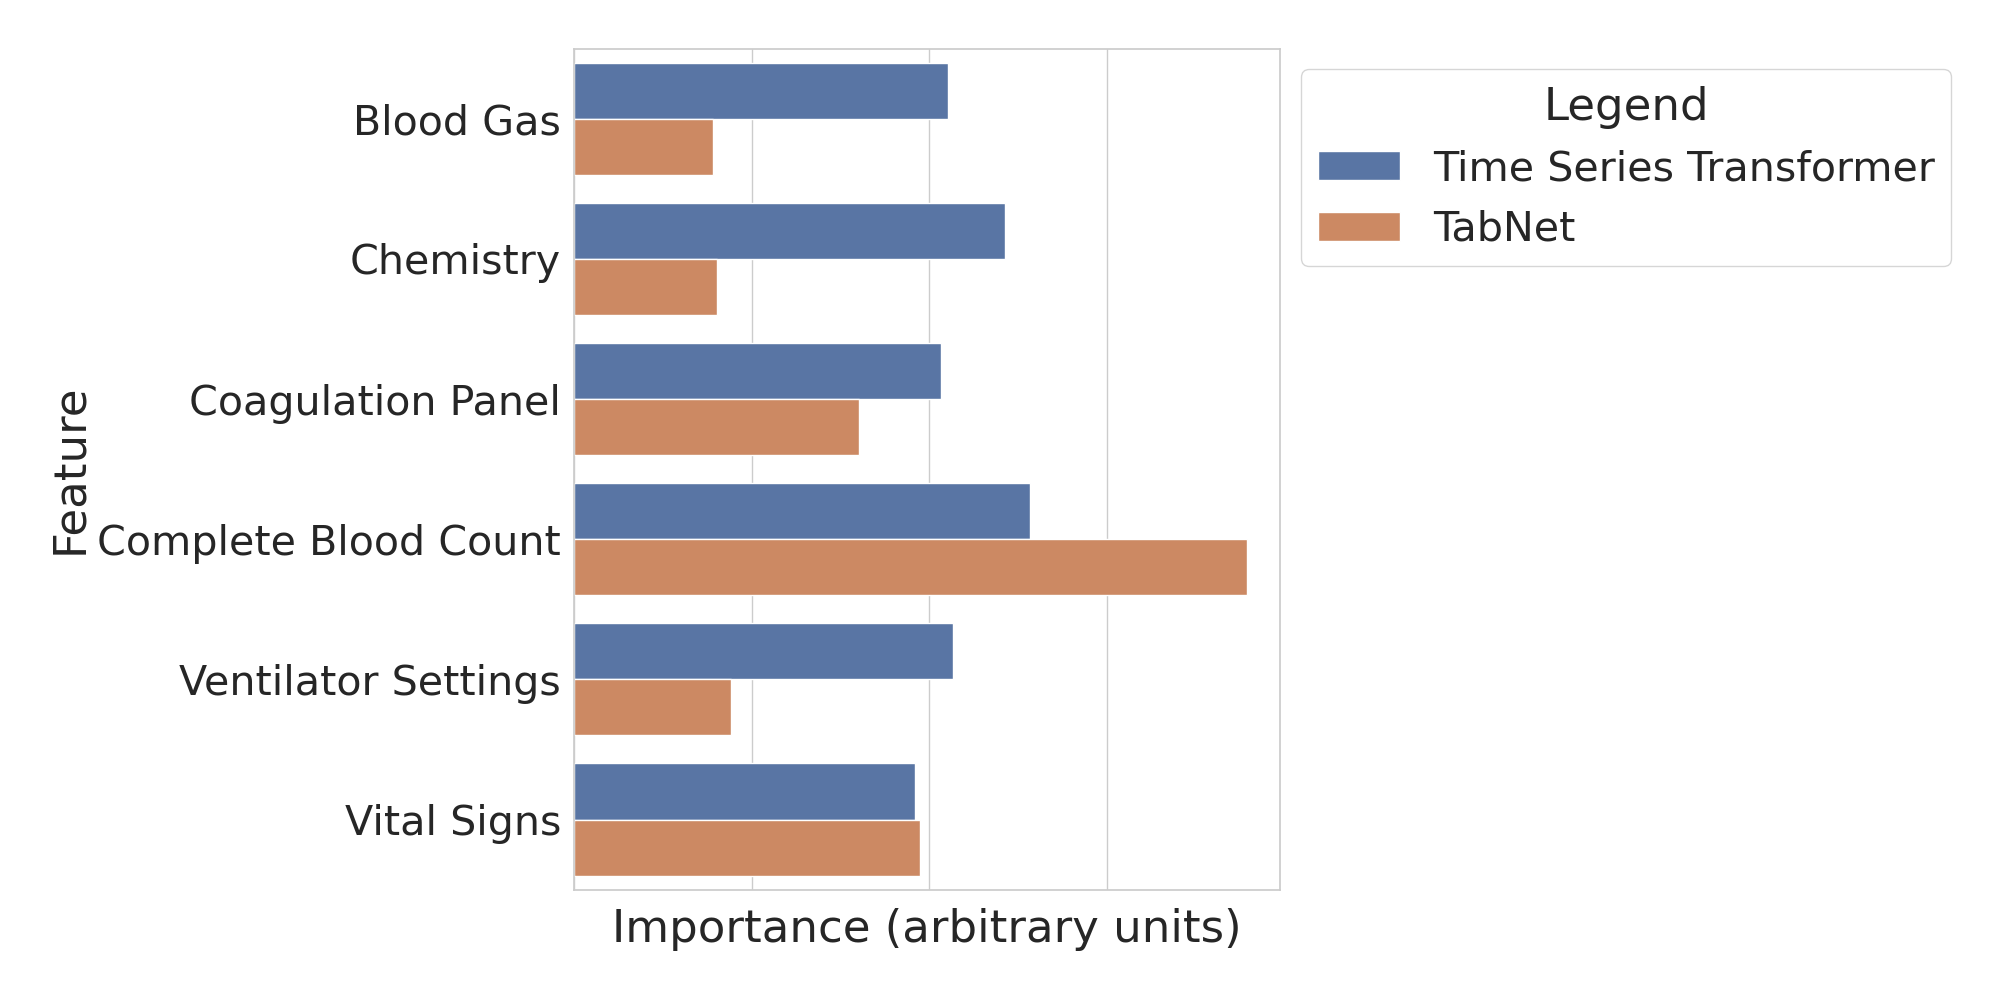 Blood Gas
Chemistry
Coagulation Panel
Complete Blood Count
Ventilator Settings
Vital Signs
Feature
Importance (arbitrary units)
Legend
Time Series Transformer
TabNet